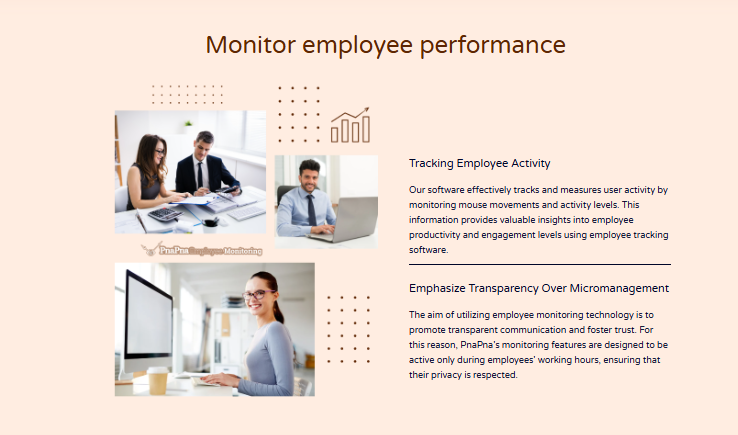 Monitor employee performance
PnaPna Employee Monitoring
Tracking Employee Activity
Our software effectively tracks and measures user activity by
monitoring mouse movements and activity levels. This
information provides valuable insights into employee
productivity and engagement levels using employee tracking
software.
Emphasize Transparency Over Micromanagement
The aim of utilizing employee monitoring technology is to
promote transparent communication and foster trust. For
this reason, PnaPna's monitoring features are designed to be
active only during employees' working hours, ensuring that
their privacy is respected.